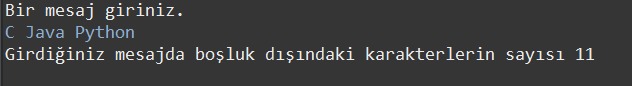 Bir mesaj giriniz.
C Java Python
Girdiğiniz mesajda boşluk dışındaki karakterlerin sayısı 11